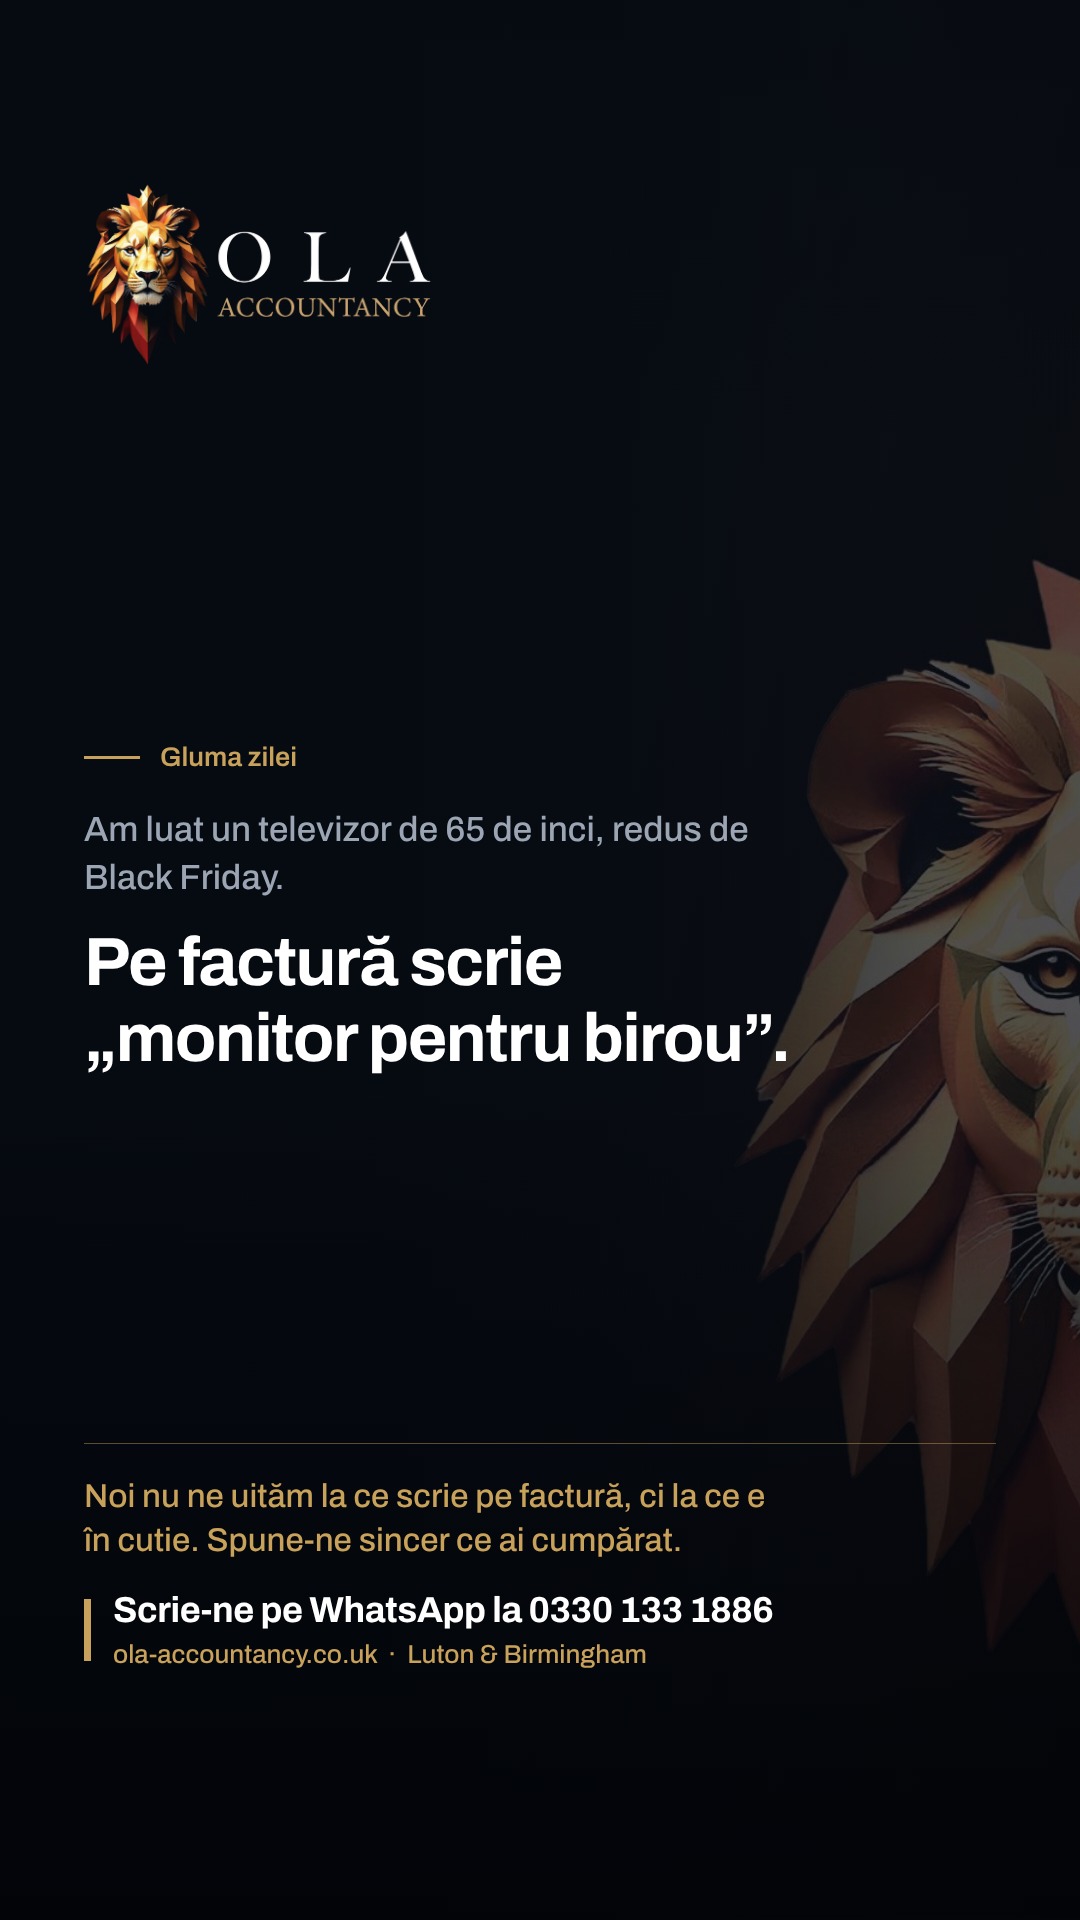 OLA
ACCOUNTANCY
Gluma zilei
Am luat un televizor de 65 de inci, redus de
Black Friday.
Pe factură scrie
„monitor pentru birou”.
Noi nu ne uităm la ce scrie pe factură, ci la ce e
în cutie. Spune-ne sincer ce ai cumpărat.
Scrie-ne pe WhatsApp la 0330 133 1886
ola-accountancy.co.uk · Luton & Birmingham